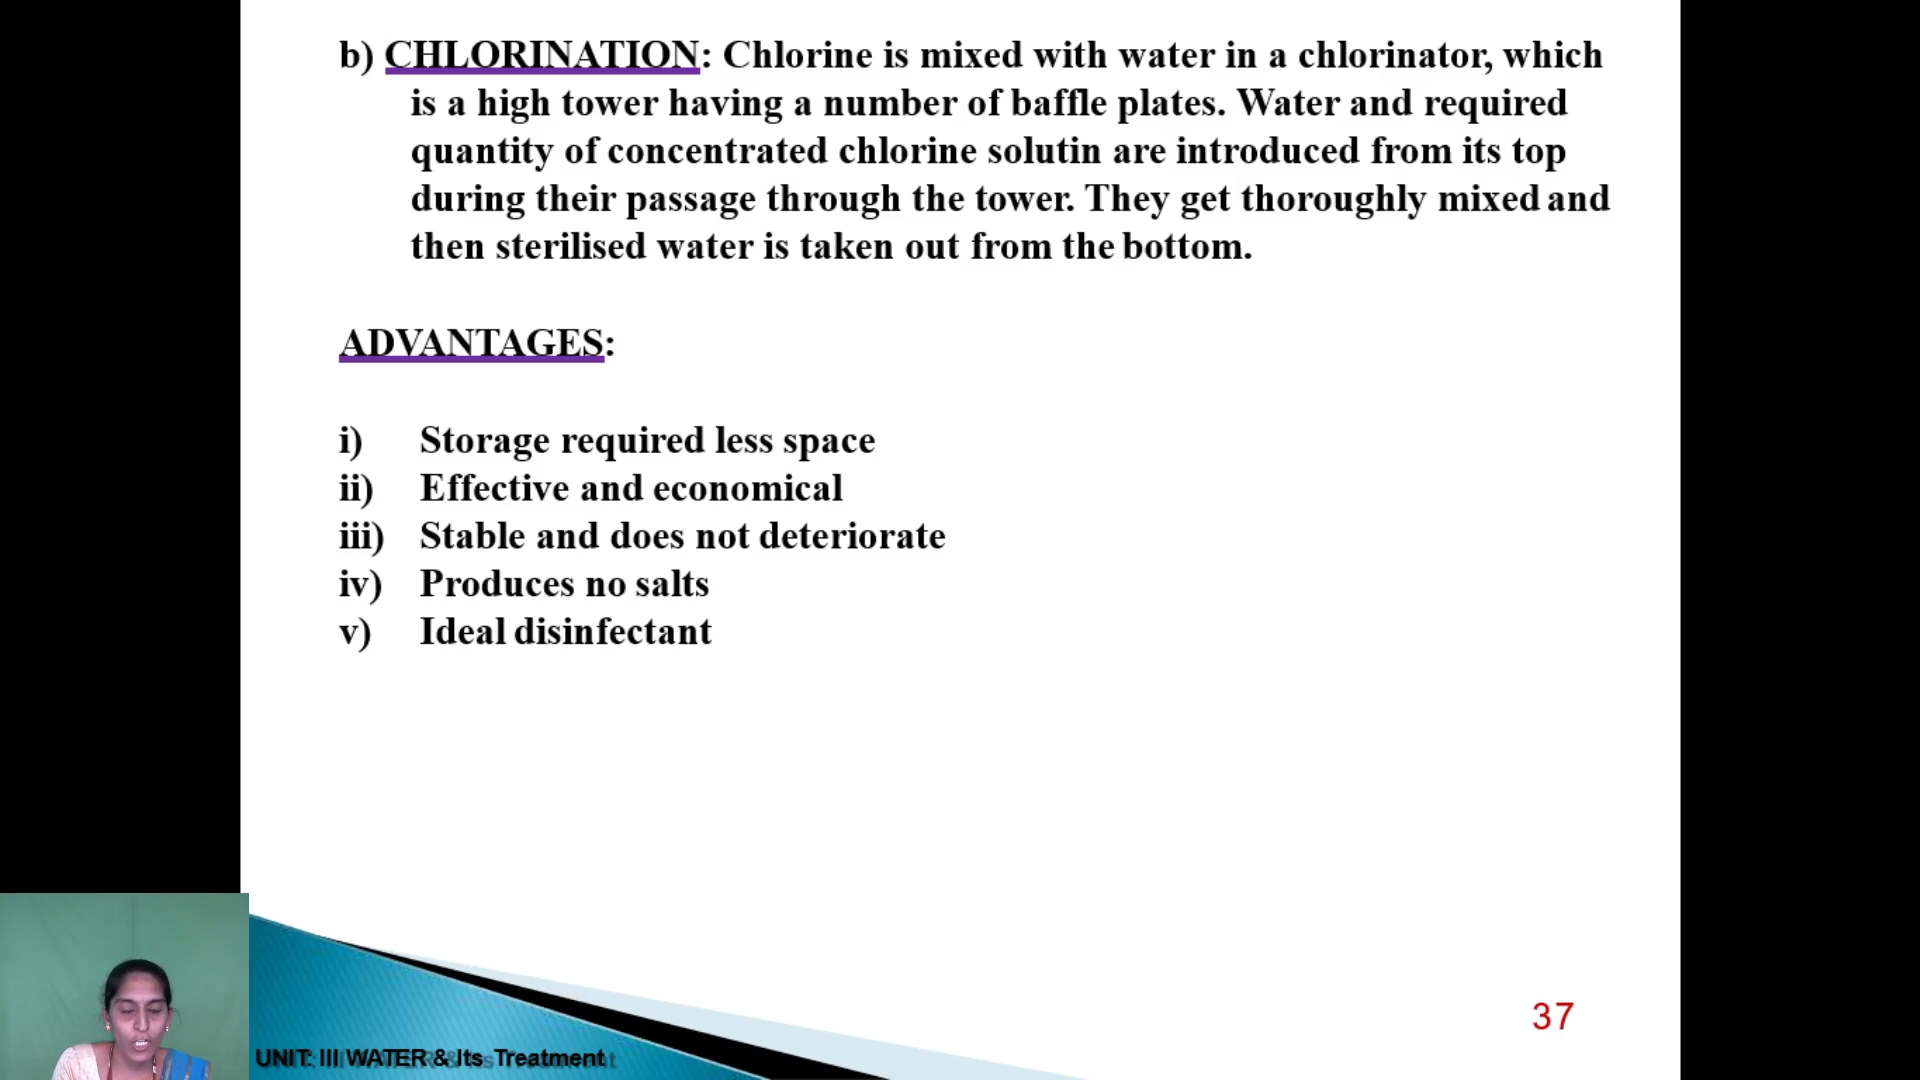 b) CHLORINATION: Chlorine is mixed with water in a chlorinator, which
is a high tower having a number of baffle plates. Water and required
quantity of concentrated chlorine solutin are introduced from its top
during their passage through the tower. They get thoroughly mixed and
then sterilised water is taken out from the bottom.
ADVANTAGES:
i) Storage required less space
ii) Effective and economical
iii) Stable and does not deteriorate
iv) Produces no salts
v) Ideal disinfectant
37
UNIT: III WATER & Its Treatment